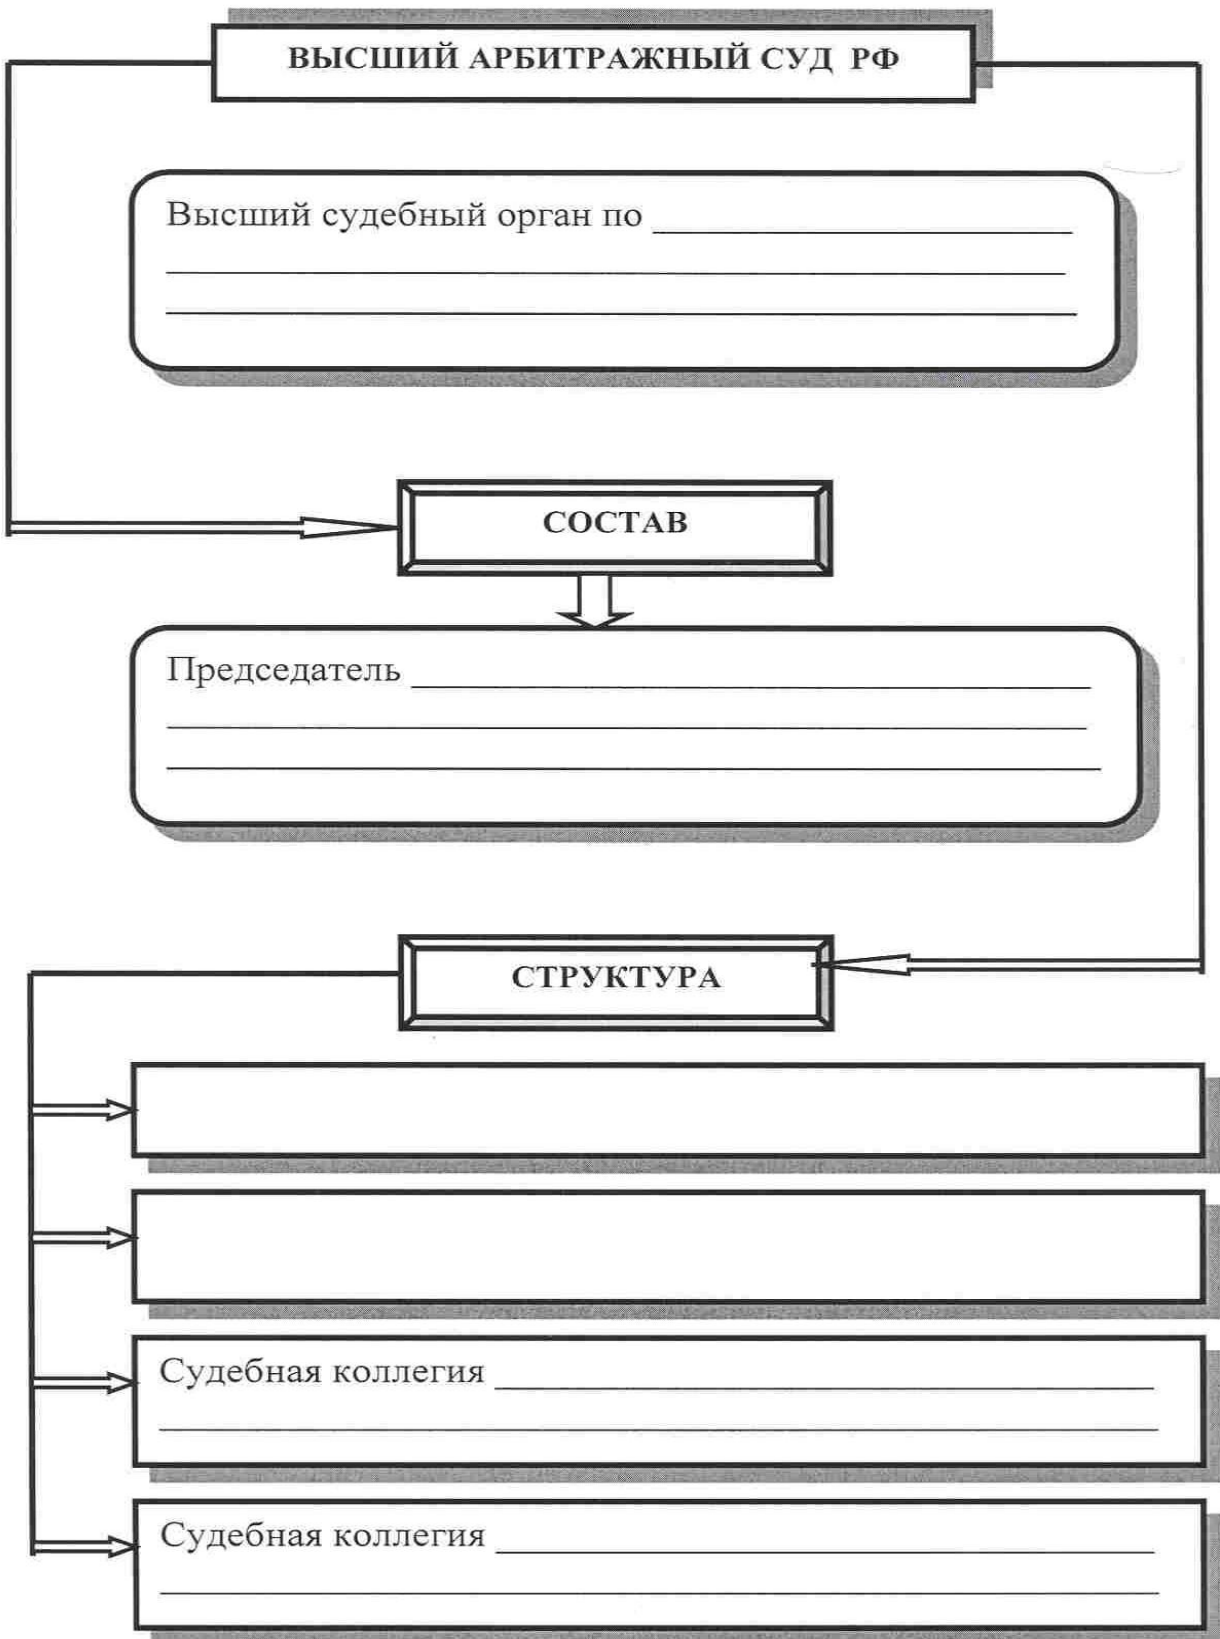 ВЫСШИЙ АРБИТРАЖНЫЙ СУД РФ
Высший судебный орган по
СОСТАВ
Председатель
СТРУКТУРА
Судебная коллегия
Судебная коллегия